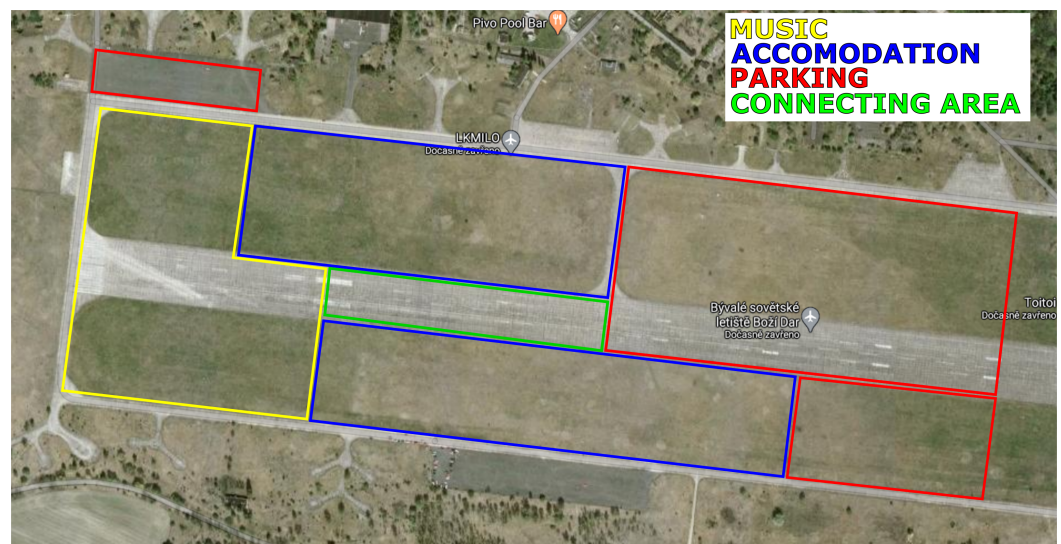 Pivo Pool Bar
MUSIC
ACCOMODATION
PARKING
CONNECTING AREA
LKMILO
Dočasně zavřeno
Bývalé sovětské
letiště Boží Dar
Dočasně zavřeno
Toitoi
Dočasně zavřeno